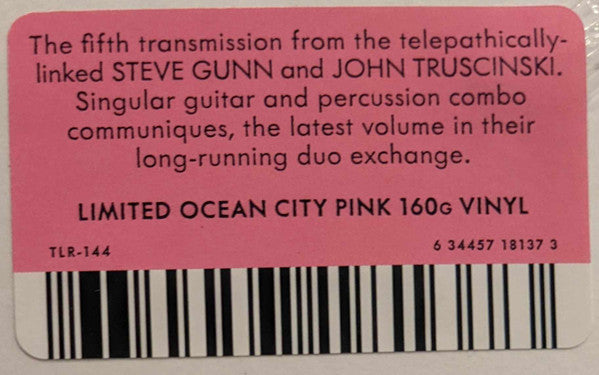 The fifth transmission from the telepathically-
linked STEVE GUNN and JOHN TRUSCINSKI.
Singular guitar and percussion combo
communiques, the latest volume in their
long-running duo exchange.
LIMITED OCEAN CITY PINK 160G VINYL
TLR-144
6 34457 18137 3